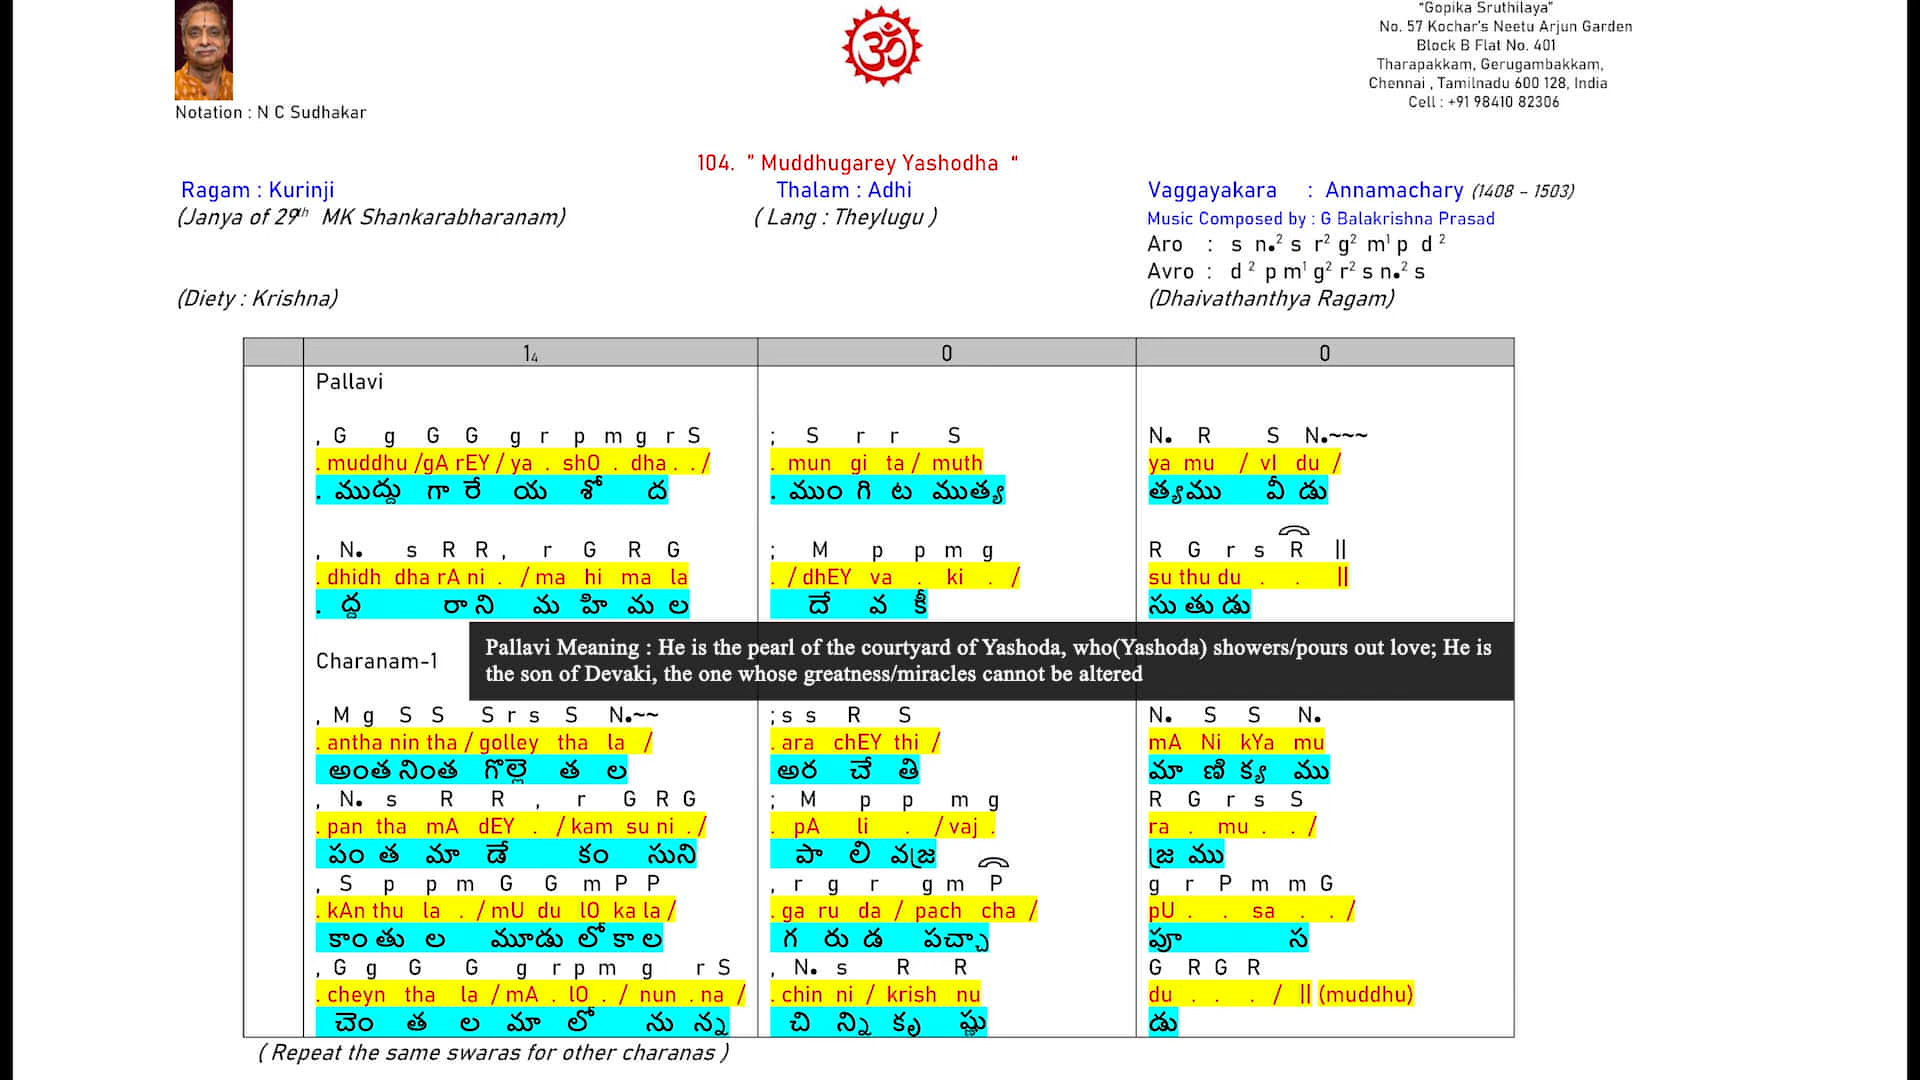 "Gopika Sruthilaya"
No. 57 Kochar's Neetu Arjun Garden
Block B Flat No. 401
Tharapakkam, Gerugambakkam,
Chennai , Tamilnadu 600 128, India
Cell : +91 98410 82306
ॐ
Notation : N C Sudhakar
104. " Muddhugarey Yashodha "
Ragam : Kurinji Thalam : Adhi Vaggayakara : Annamachary (1408 – 1503)
(Janya of 29th MK Shankarabharanam) ( Lang : Theylugu ) Music Composed by : G Balakrishna Prasad
Aro : s n.² s r² g² m¹ p d ²
Avro : d ² p m¹ g² r² s n.² s
(Diety : Krishna) (Dhaivathanthya Ragam)
1₄ 0 0
Pallavi
, G g G G g r p m g r S ; S r r S N. R S N.~~~
. muddhu /gA rEY / ya . shO . dha . . / . mun gi ta / muth ya mu / vI du /
. ముద్దు గా రే య శో ద . ముం గి ట ముత్య త్యము వీ డు
, N. s R R , r G R G ; M p p m g R G r s R ||
. dhidh dha rA ni . / ma hi ma la . / dhEY va . ki . / su thu du . . ||
. ద్ద రా ని మ హి మ ల దే వ కీ సు తు డు
Pallavi Meaning : He is the pearl of the courtyard of Yashoda, who(Yashoda) showers/pours out love; He is
the son of Devaki, the one whose greatness/miracles cannot be altered
Charanam-1
, M g S S S r s S N.~~ ; s s R S N. S S N.
. antha nin tha / golley tha la / . ara chEY thi / mA Ni kYa mu
అంత నింత గొల్లె త ల అర చే తి మా ణి క్య ము
, N. s R R , r G R G ; M p p m g R G r s S
. pan tha mA dEY . / kam su ni . / . pA li . / vaj . ra . mu . . /
పం త మా డే కం సుని పా లి వజ్ర జ్ర ము
, S p p m G G m P P , r g r g m P g r P m m G
. kAn thu la . / mU du lO ka la / . ga ru da / pach cha / pU . . sa . . /
కాం తు ల మూడు లో కా ల గ రు డ పచ్చా పూ స
, G g G G g r p m g r S , N. s R R G R G R
. cheyn tha la / mA . lO . / nun . na / . chin ni / krish nu du . . . / || (muddhu)
చెం త ల మా లో ను న్న చి న్ని కృ ష్ణు డు
( Repeat the same swaras for other charanas )